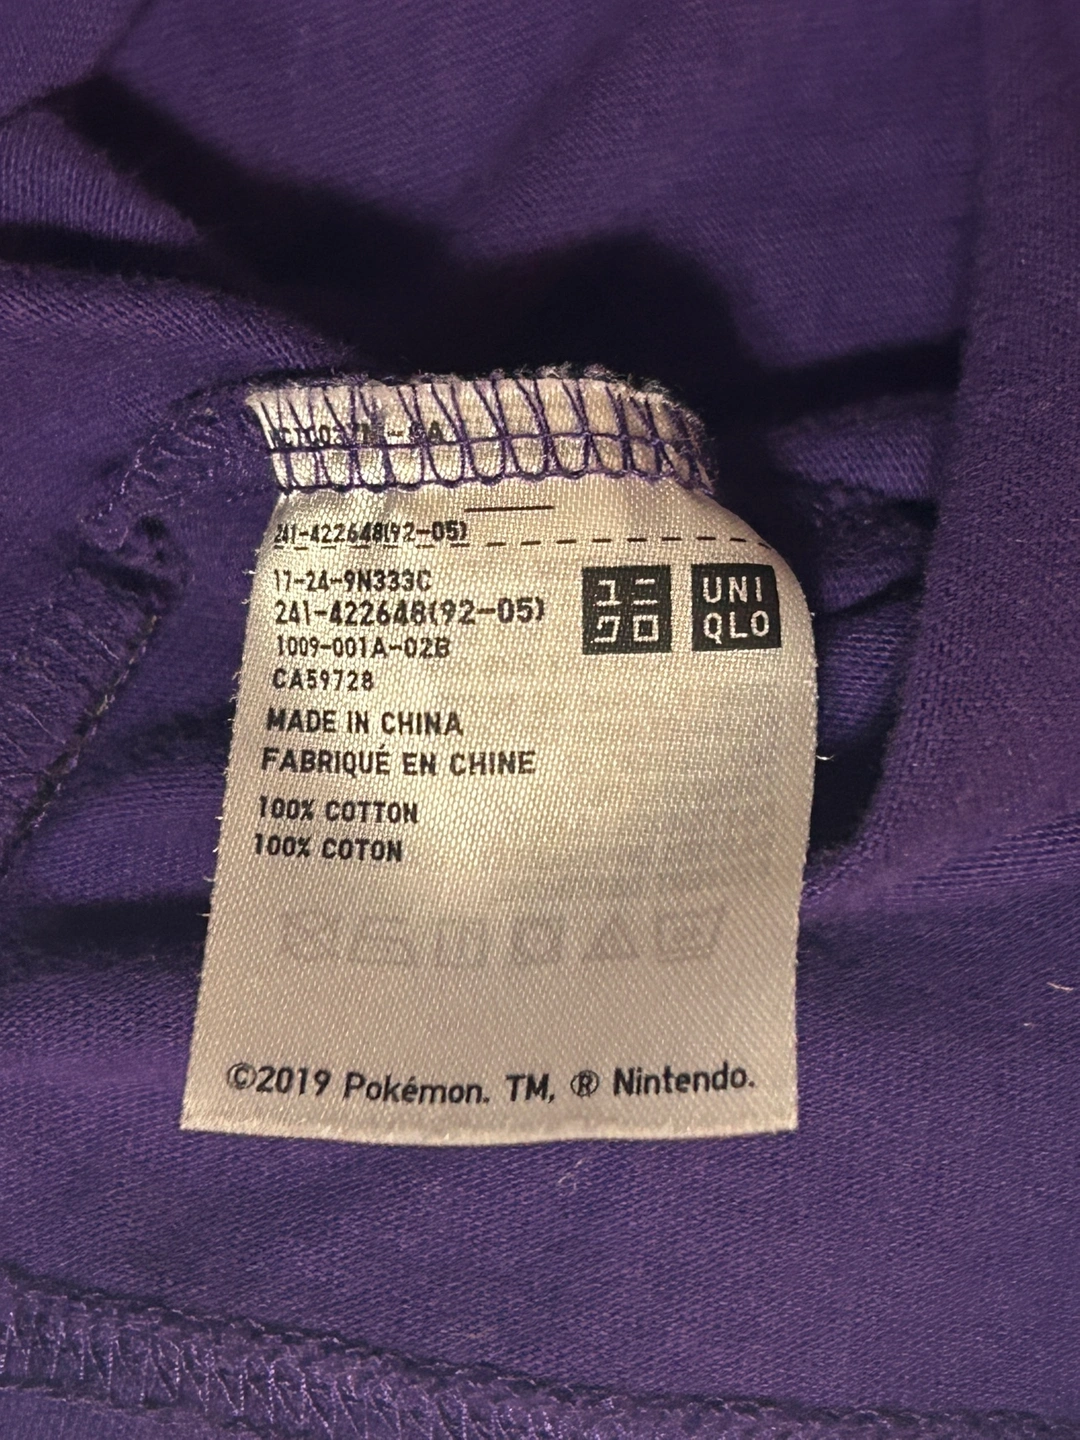 241-422648(92-05)
17-24-9N333C
241-422648(92-05)
1009-001A-02B
CA59728
ユニ
クロ
UNI
QLO
MADE IN CHINA
FABRIQUÉ EN CHINE
100% COTTON
100% COTON
©2019 Pokémon. TM, ® Nintendo.